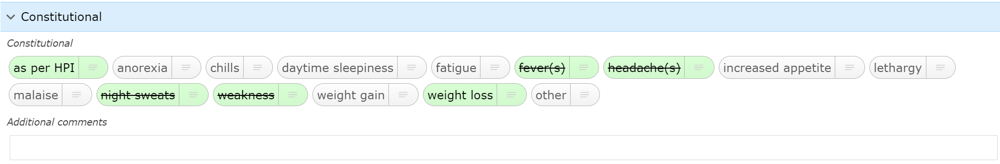 Constitutional
Constitutional
as per HPI anorexia chills daytime sleepiness fatigue fever(s) headache(s) increased appetite lethargy
malaise night sweats weakness weight gain weight loss other
Additional comments